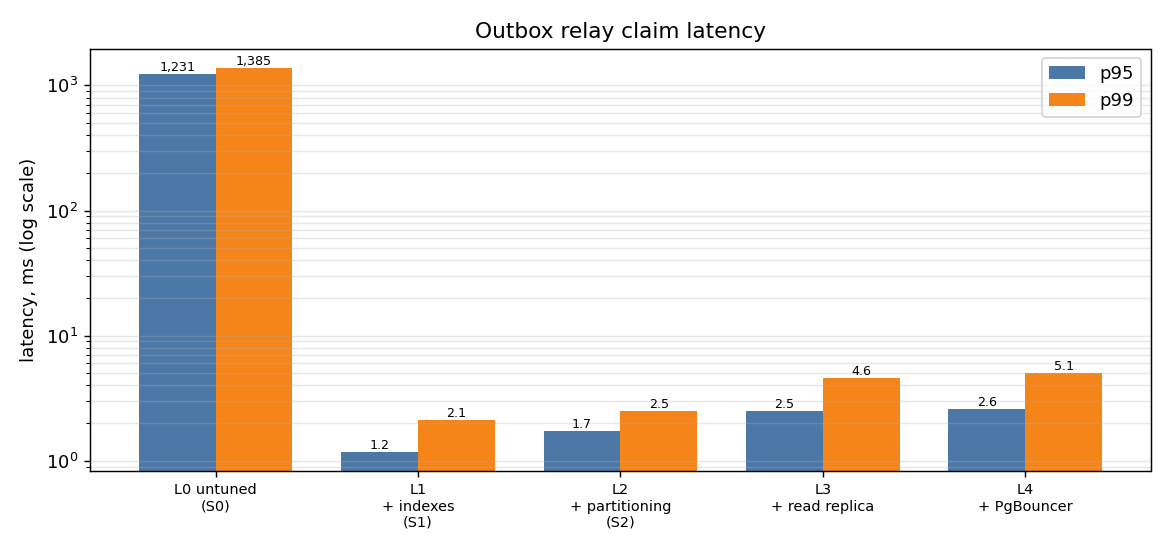 Outbox relay claim latency
latency, ms (log scale)
10³
10²
10¹
10⁰
1,231
1,385
1.2
2.1
1.7
2.5
2.5
4.6
2.6
5.1
p95
p99
L0 untuned
(S0)
L1
+ indexes
(S1)
L2
+ partitioning
(S2)
L3
+ read replica
L4
+ PgBouncer